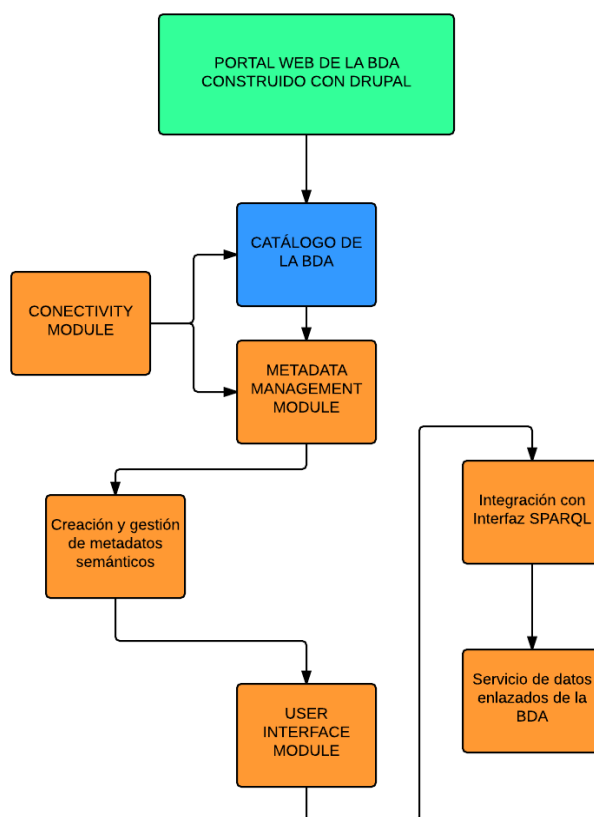 PORTAL WEB DE LA BDA
CONSTRUIDO CON DRUPAL
CATÁLOGO DE
LA BDA
CONECTIVITY
MODULE
METADATA
MANAGEMENT
MODULE
Creación y gestión
de metadatos
semánticos
Integración con
Interfaz SPARQL
USER
INTERFACE
MODULE
Servicio de datos
enlazados de la
BDA